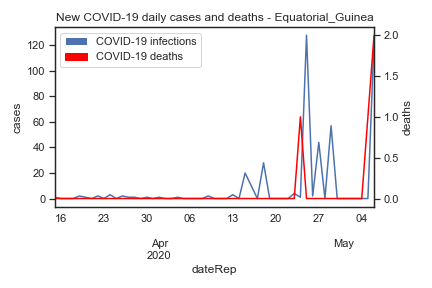 New COVID-19 daily cases and deaths - Equatorial_Guinea
COVID-19 infections
COVID-19 deaths
cases
120
100
80
60
40
20
0
deaths
2.0
1.5
1.0
0.5
0.0
16 23 30 06 13 20 27 04
Apr May
2020
dateRep